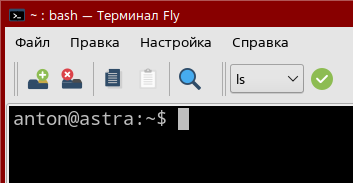 ~ : bash — Терминал Fly
Файл Правка Настройка Справка
ls
anton@astra:~$